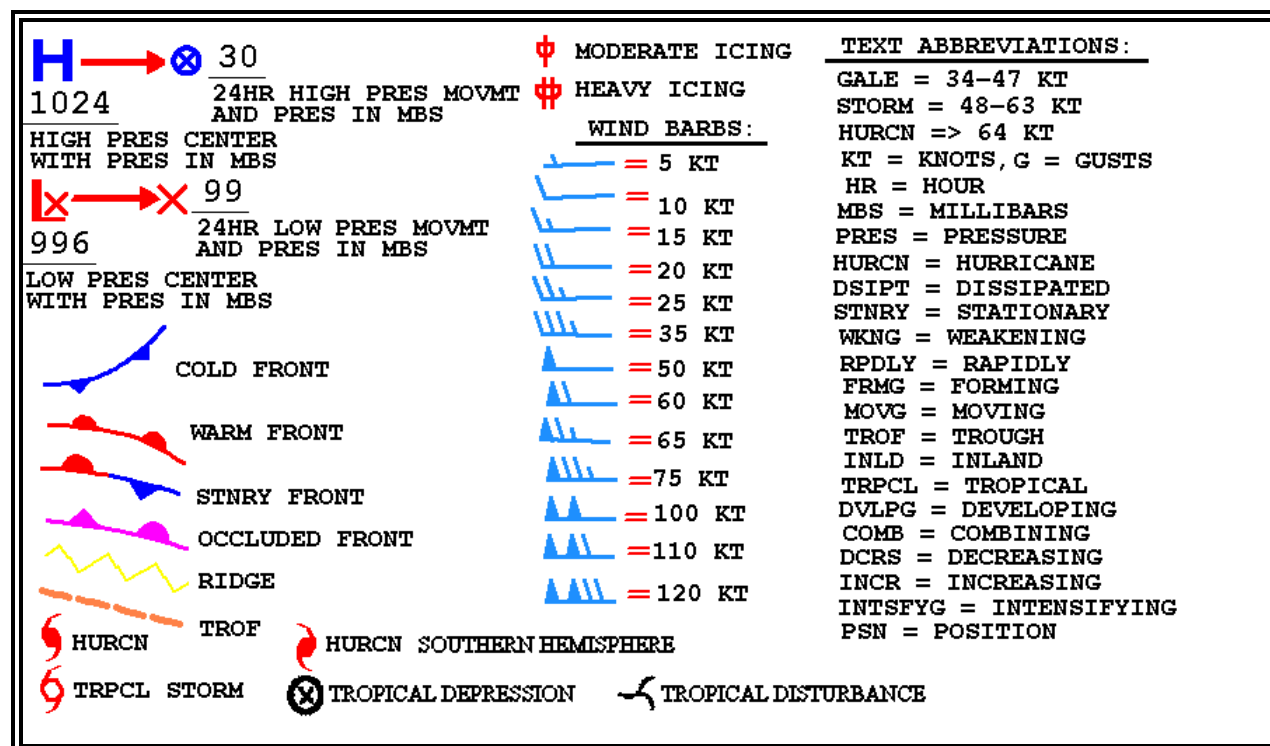 H
30
1024
24HR HIGH PRES MOVMT
AND PRES IN MBS
HIGH PRES CENTER
WITH PRES IN MBS
L
99
996
24HR LOW PRES MOVMT
AND PRES IN MBS
LOW PRES CENTER
WITH PRES IN MBS
COLD FRONT
WARM FRONT
STNRY FRONT
OCCLUDED FRONT
RIDGE
TROF
HURCN
HURCN SOUTHERN HEMISPHERE
TRPCL STORM
TROPICAL DEPRESSION
TROPICAL DISTURBANCE
MODERATE ICING
HEAVY ICING
WIND BARBS:
= 5 KT
= 10 KT
= 15 KT
= 20 KT
= 25 KT
= 35 KT
= 50 KT
= 60 KT
= 65 KT
= 75 KT
= 100 KT
= 110 KT
= 120 KT
TEXT ABBREVIATIONS:
GALE = 34-47 KT
STORM = 48-63 KT
HURCN => 64 KT
KT = KNOTS, G = GUSTS
HR = HOUR
MBS = MILLIBARS
PRES = PRESSURE
HURCN = HURRICANE
DSIPT = DISSIPATED
STNRY = STATIONARY
WKNG = WEAKENING
RPDLY = RAPIDLY
FRMG = FORMING
MOVG = MOVING
TROF = TROUGH
INLD = INLAND
TRPCL = TROPICAL
DVLPG = DEVELOPING
COMB = COMBINING
DCRS = DECREASING
INCR = INCREASING
INTSFYG = INTENSIFYING
PSN = POSITION